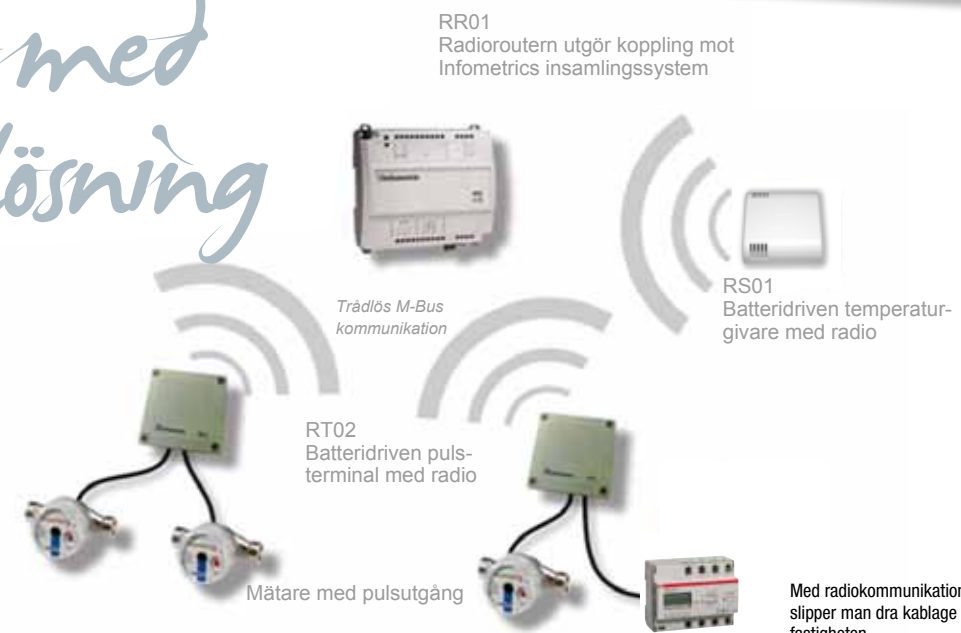 med
lösning
RR01
Radioroutern utgör koppling mot
Infometrics insamlingssystem
RS01
Batteridriven temperatur-
givare med radio
Trådlös M-Bus
kommunikation
RT02
Batteridriven puls-
terminal med radio
Mätare med pulsutgång
Med radiokommunikation
slipper man dra kablage
fastigheten